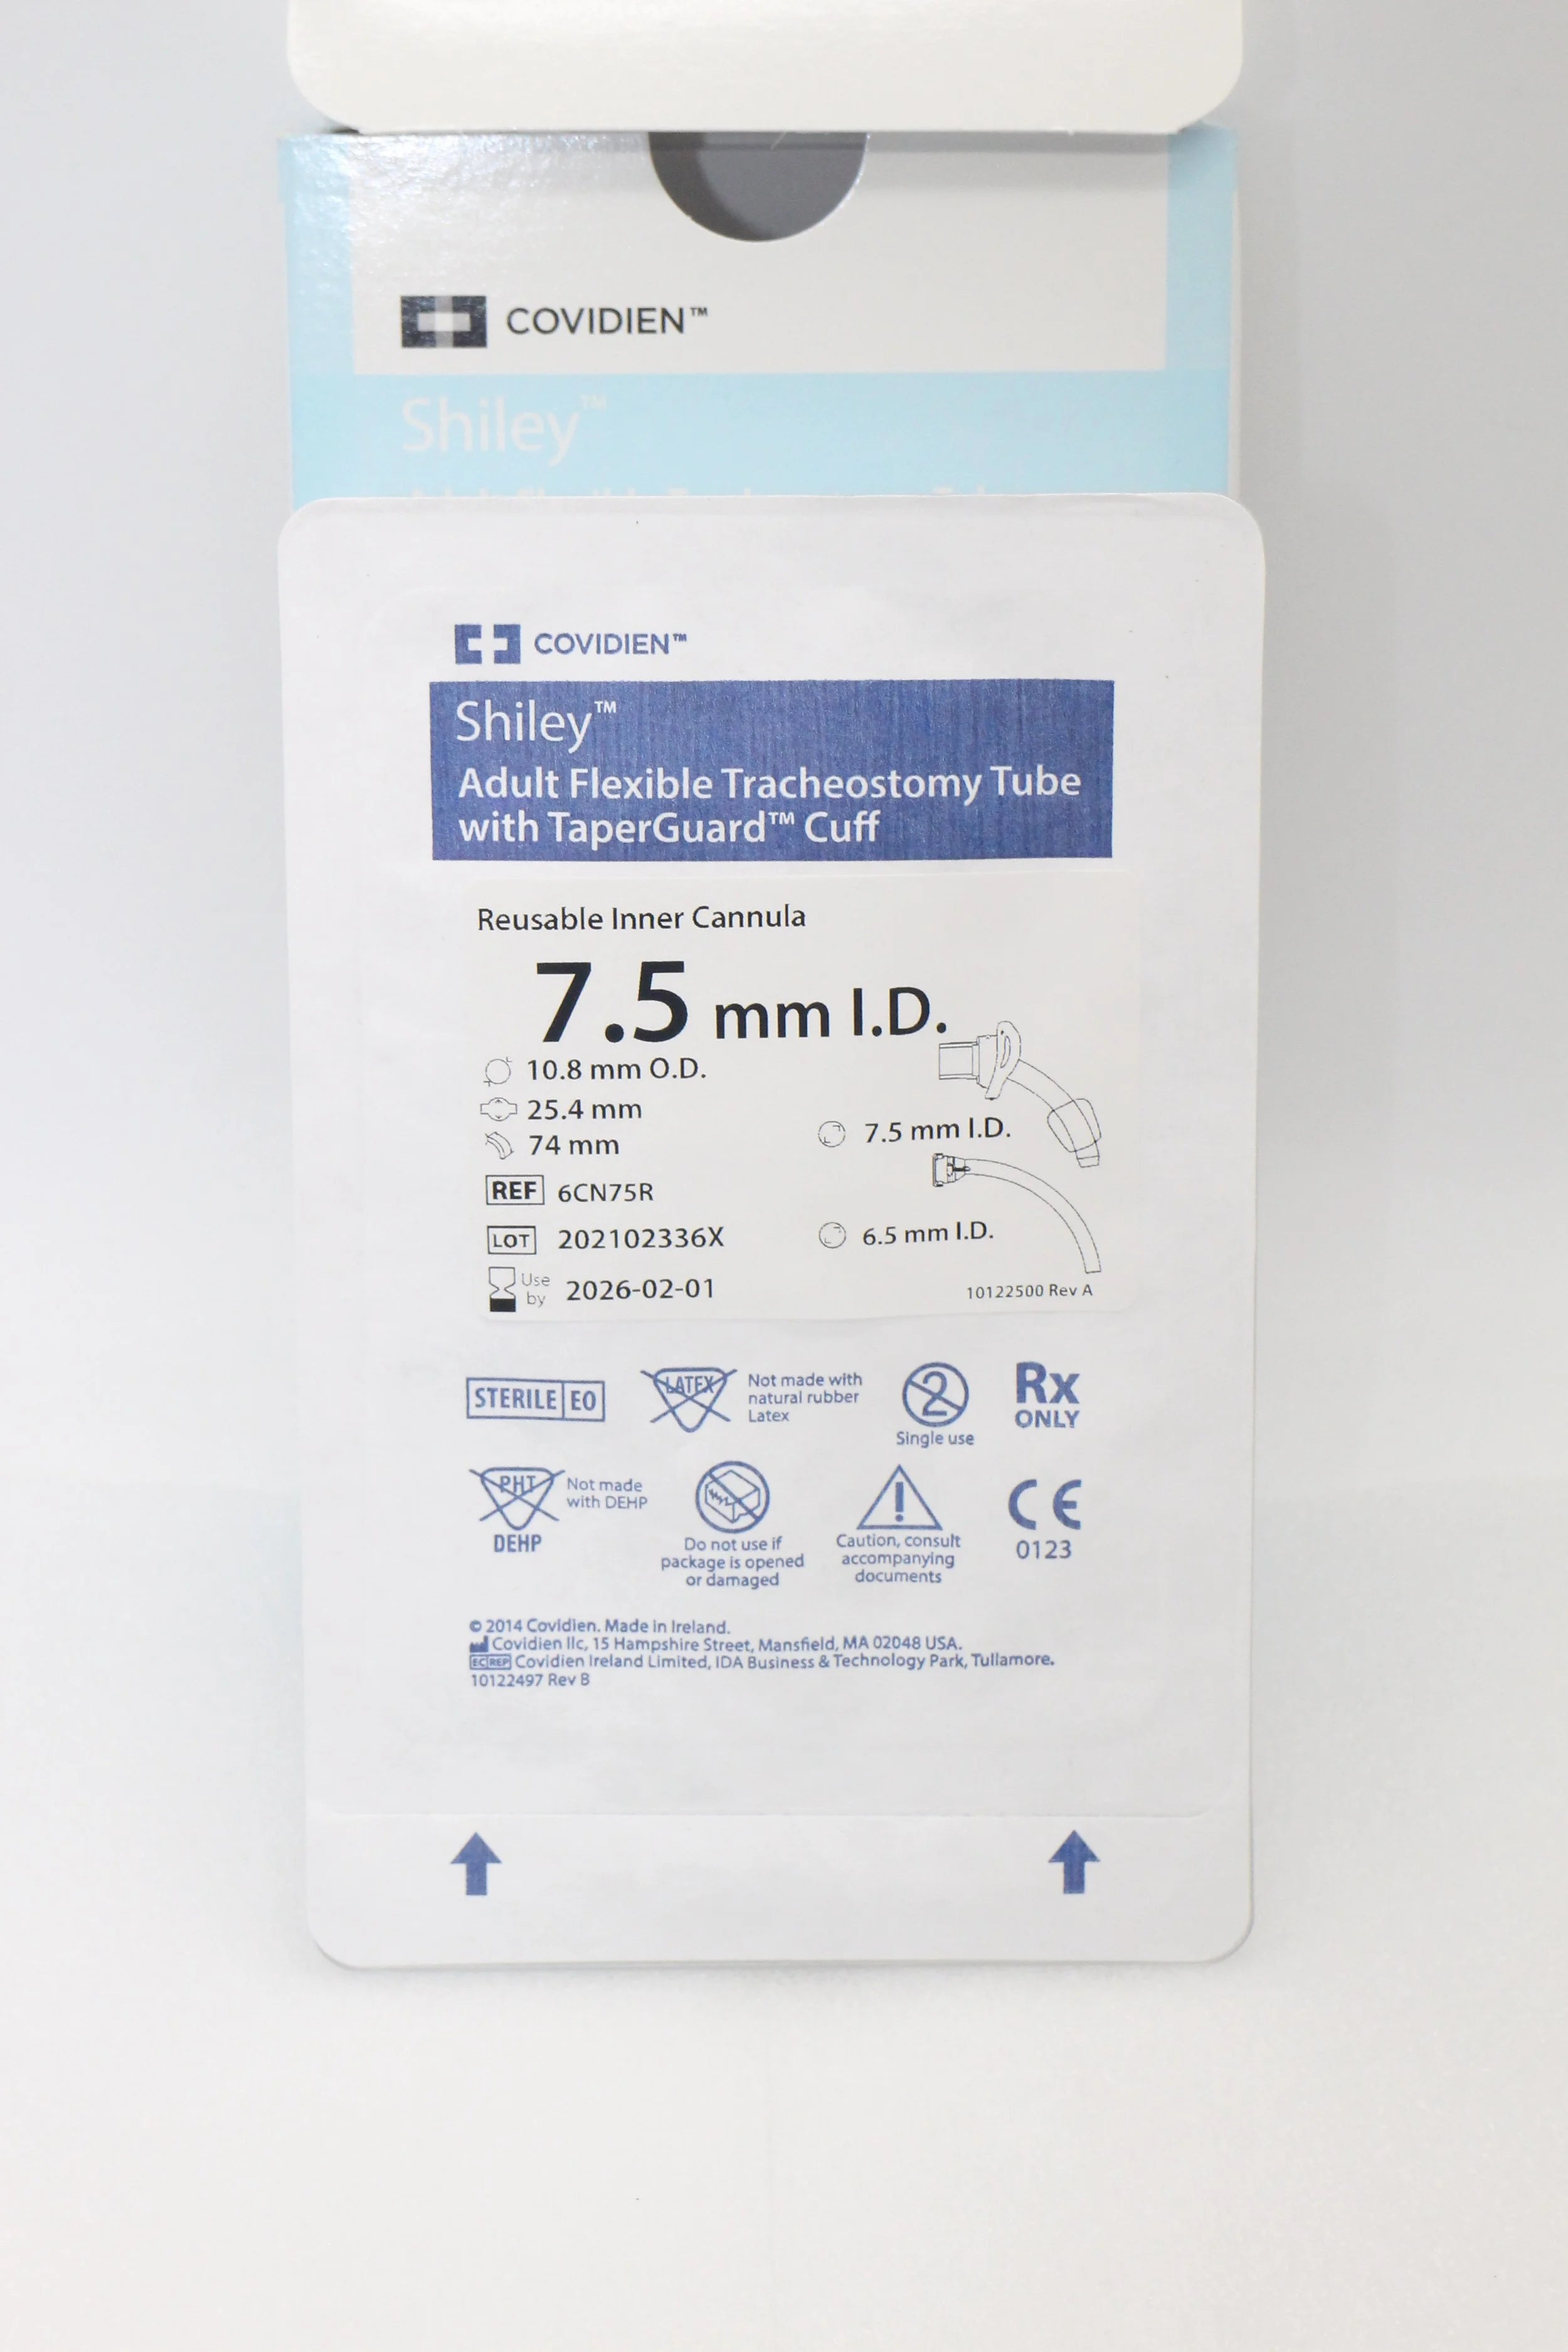 COVIDIEN™
Shiley™
COVIDIEN™
Shiley™
Adult Flexible Tracheostomy Tube
with TaperGuard™ Cuff
Reusable Inner Cannula
7.5 mm I.D.
10.8 mm O.D.
25.4 mm
74 mm
7.5 mm I.D.
REF 6CN75R
LOT 202102336X
6.5 mm I.D.
Use
by 2026-02-01
10122500 Rev A
STERILE EO
LATEX
Not made with
natural rubber
Latex
2
Single use
Rx
ONLY
PHT
DEHP
Not made
with DEHP
Do not use if
package is opened
or damaged
!
Caution, consult
accompanying
documents
CE
0123
© 2014 Covidien. Made in Ireland.
Covidien llc, 15 Hampshire Street, Mansfield, MA 02048 USA.
EC REP Covidien Ireland Limited, IDA Business & Technology Park, Tullamore.
10122497 Rev B